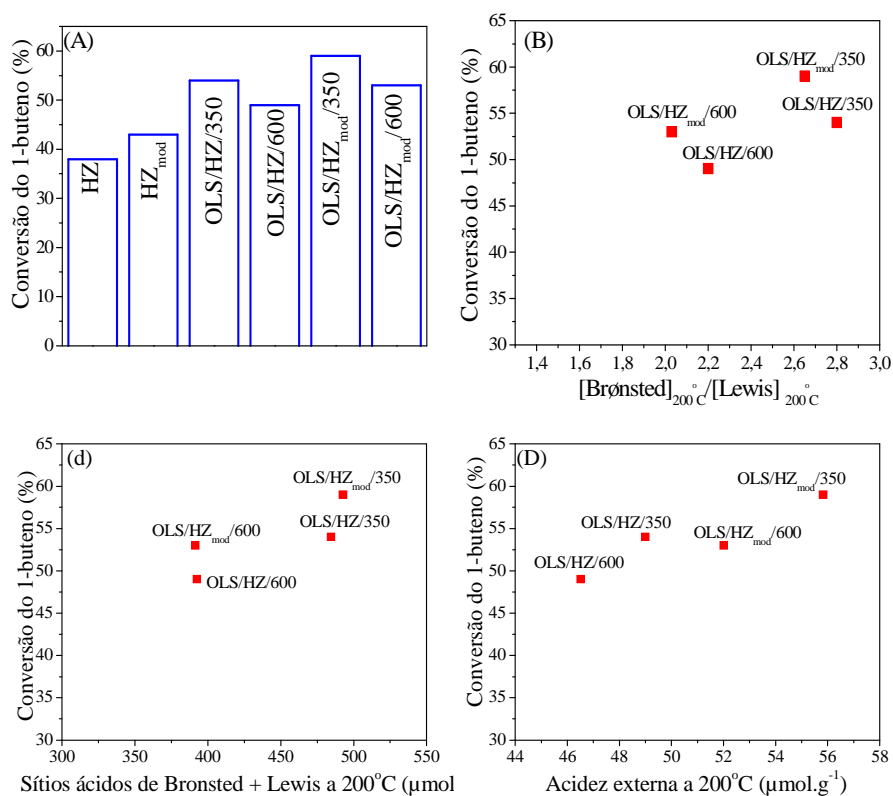 (A)
Conversão do 1-buteno (%)
60
50
40
30
20
10
0
HZ
HZmod
OLS/HZ/350
OLS/HZ/600
OLS/HZmod/350
OLS/HZmod/600
(B)
Conversão do 1-buteno (%)
65
60
55
50
45
40
35
30
OLS/HZmod/350
OLS/HZmod/600
OLS/HZ/350
OLS/HZ/600
1,4 1,6 1,8 2,0 2,2 2,4 2,6 2,8 3,0
[Brønsted]200°C/[Lewis]200°C
(d)
Conversão do 1-buteno (%)
65
60
55
50
45
40
35
30
OLS/HZmod/350
OLS/HZmod/600
OLS/HZ/350
OLS/HZ/600
300 350 400 450 500 550
Sítios ácidos de Bronsted + Lewis a 200°C (µmol
(D)
Conversão do 1-buteno (%)
65
60
55
50
45
40
35
30
OLS/HZmod/350
OLS/HZ/350
OLS/HZmod/600
OLS/HZ/600
44 46 48 50 52 54 56 58
Acidez externa a 200°C (µmol.g⁻¹)